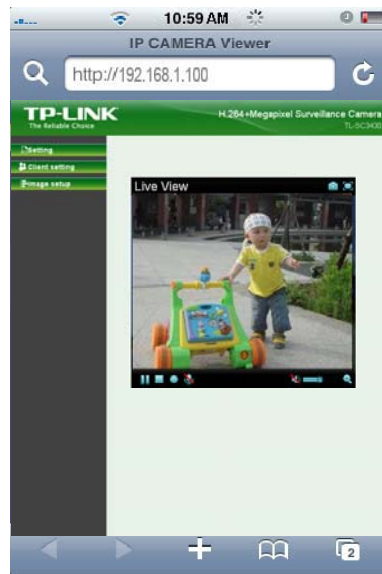 10:59 AM
IP CAMERA Viewer
http://192.168.1.100
TP-LINK
The Reliable Choice
H.264+Megapixel Surveillance Camera
Setting
Client setting
Image setup
Live View
2